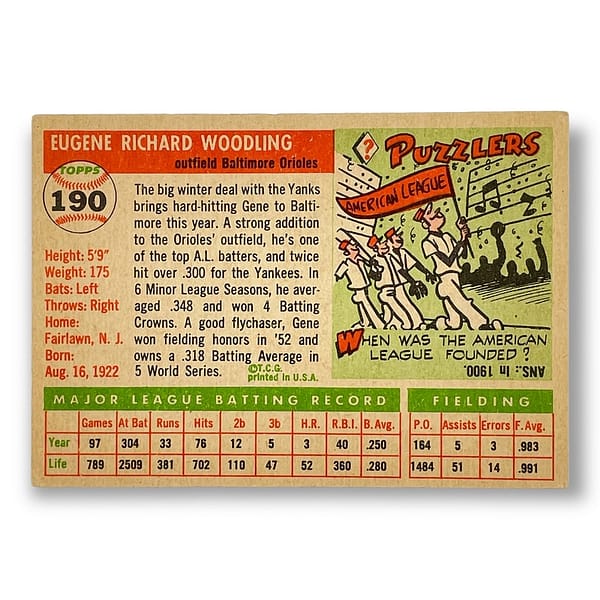 EUGENE RICHARD WOODLING
outfield Baltimore Orioles
TOPPS
190
Height: 5'9"
Weight: 175
Bats: Left
Throws: Right
Home:
Fairlawn, N. J.
Born:
Aug. 16, 1922
The big winter deal with the Yanks
brings hard-hitting Gene to Balti-
more this year. A strong addition
to the Orioles' outfield, he's one
of the top A.L. batters, and twice
hit over .300 for the Yankees. In
6 Minor League Seasons, he aver-
aged .348 and won 4 Batting
Crowns. A good flychaser, Gene
won fielding honors in '52 and
owns a .318 Batting Average in
5 World Series.
©T.C.G.
printed in U.S.A.
? PUZZLERS
AMERICAN LEAGUE
WHEN WAS THE AMERICAN
LEAGUE FOUNDED?
ANS.: In 1900.
MAJOR LEAGUE BATTING RECORD
Games At Bat Runs Hits 2b 3b H.R. R.B.I. B.Avg.
Year 97 304 33 76 12 5 3 40 .250
Life 789 2509 381 702 110 47 52 360 .280
FIELDING
P.O. Assists Errors F.Avg.
164 5 3 .983
1484 51 14 .991